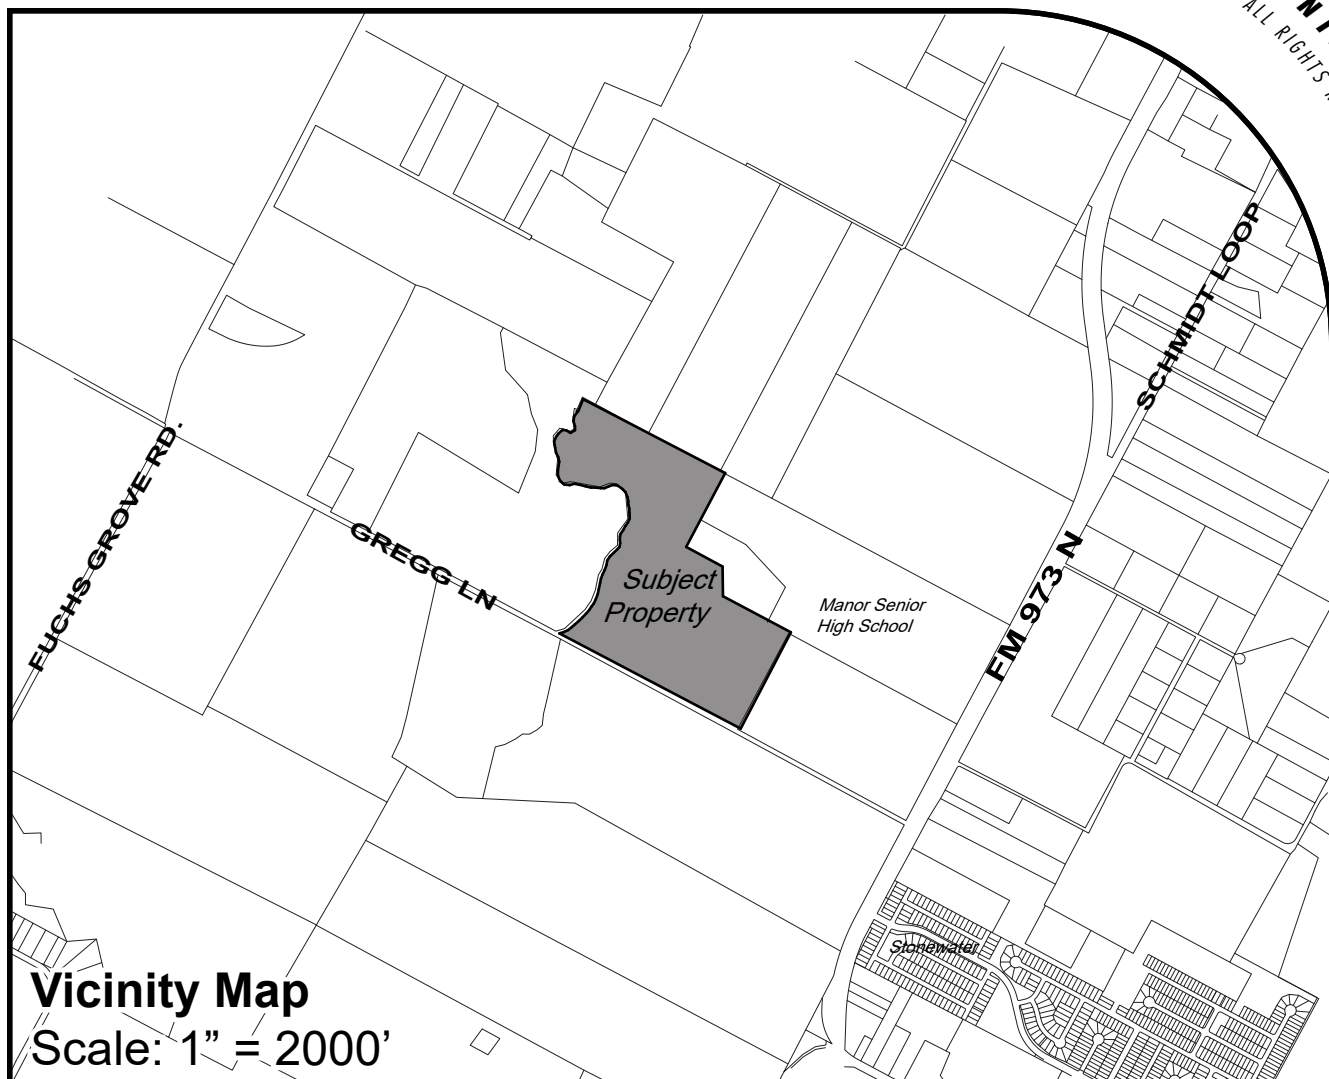 ALL RIGHTS
SCHMIDT LOOP
FUCHS GROVE RD.
GREGG LN
FM 973 N
Subject
Property
Manor Senior
High School
Stonewater
Vicinity Map
Scale: 1” = 2000’